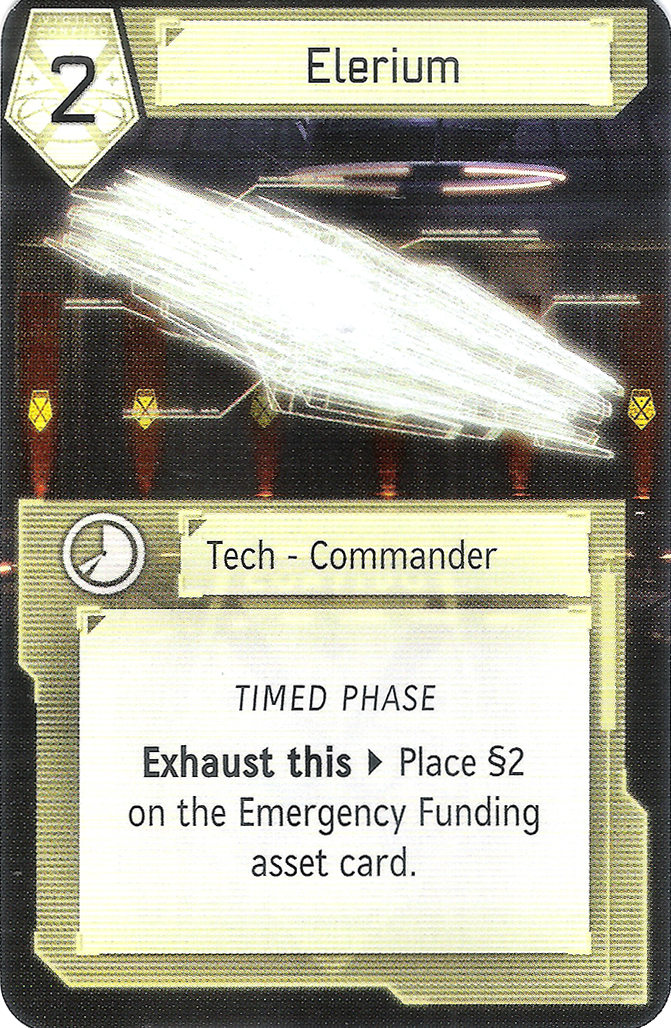 2
Elerium
Tech - Commander
TIMED PHASE
Exhaust this ▶ Place §2
on the Emergency Funding
asset card.